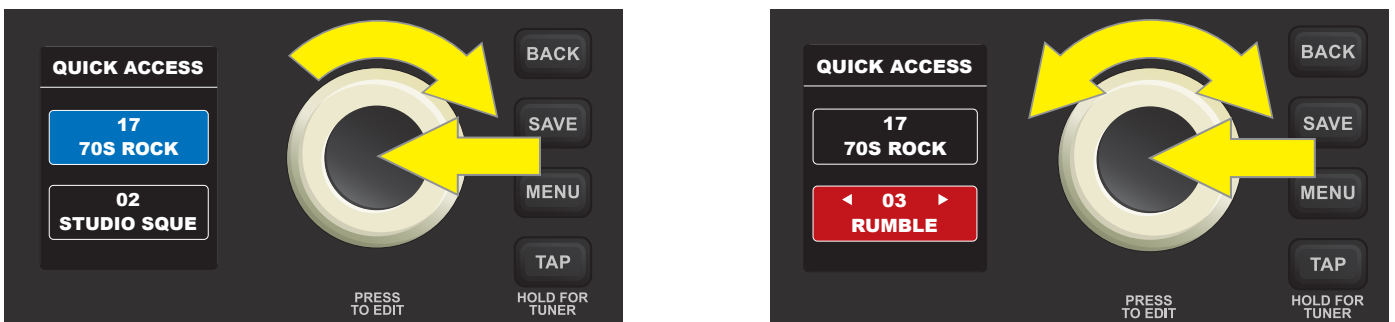 QUICK ACCESS
17
70S ROCK
02
STUDIO SQUE
BACK
SAVE
MENU
TAP
PRESS
TO EDIT
HOLD FOR
TUNER
QUICK ACCESS
17
70S ROCK
03
RUMBLE
BACK
SAVE
MENU
TAP
PRESS
TO EDIT
HOLD FOR
TUNER